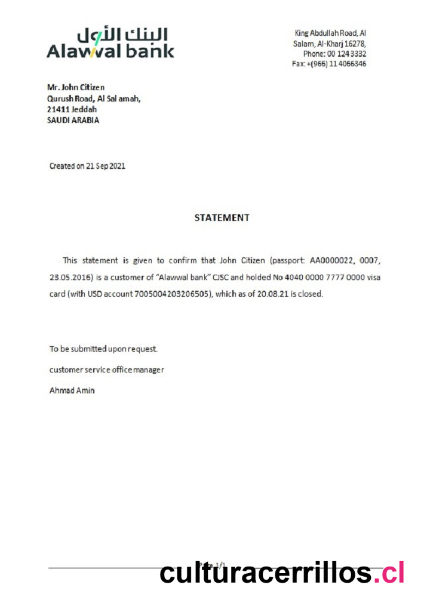 البنك الأول
Alawwal bank
King Abdullah Road, Al
Salam, Al-Kharj 16278,
Phone: 00 124 3332
Fax: +(966) 11 4066346
Mr. John Citizen
Qurush Road, Al Sal amah,
21411 Jeddah
SAUDI ARABIA
Created on 21 Sep 2021
STATEMENT
This statement is given to confirm that John Citizen (passport: AA0000022, 0007,
23.05.2016) is a customer of “Alawwal bank” CJSC and holded No 4040 0000 7777 0000 visa
card (with USD account 7005004203206505), which as of 20.08.21 is closed.
To be submitted upon request.
customer service office manager
Ahmad Amin
culturacerrillos.cl